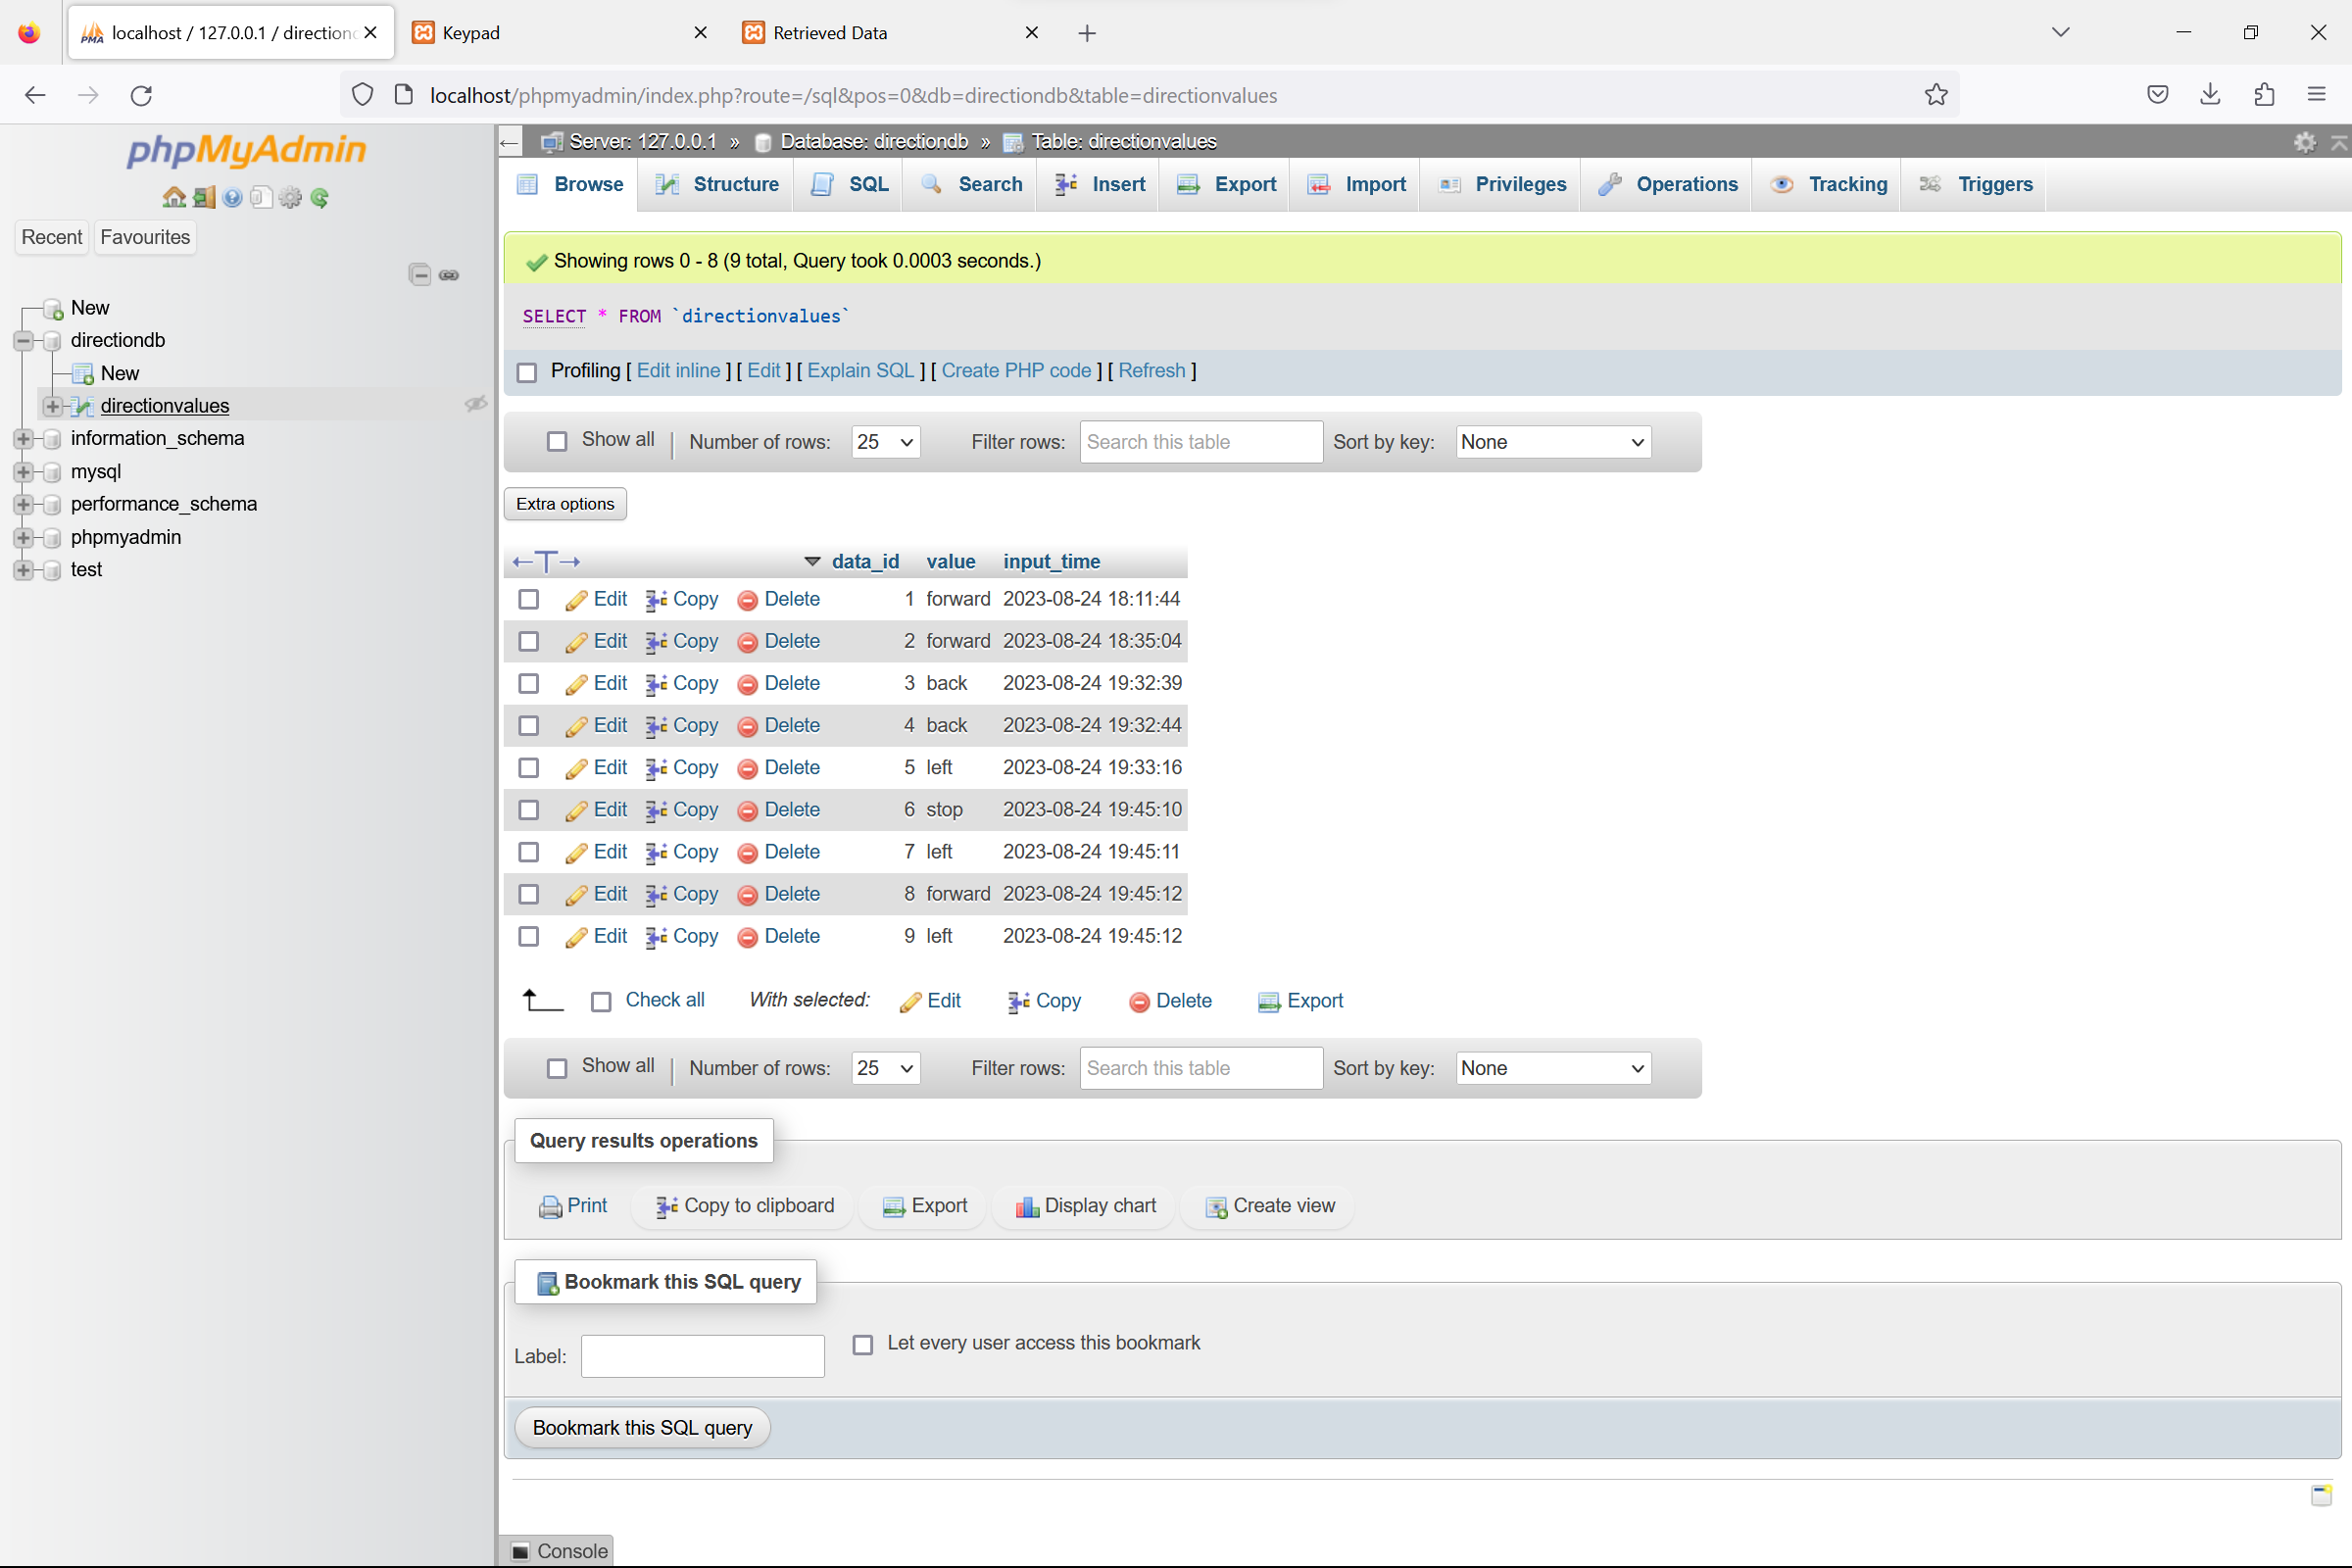 localhost / 127.0.0.1 / direction
Keypad
Retrieved Data
localhost/phpmyadmin/index.php?route=/sql&pos=0&db=directiondb&table=directionvalues
phpMyAdmin
Recent Favourites
New
directiondb
New
directionvalues
information_schema
mysql
performance_schema
phpmyadmin
test
Server: 127.0.0.1 » Database: directiondb » Table: directionvalues
Browse Structure SQL Search Insert Export Import Privileges Operations Tracking Triggers
Showing rows 0 - 8 (9 total, Query took 0.0003 seconds.)
SELECT * FROM `directionvalues`
Profiling [ Edit inline ] [ Edit ] [ Explain SQL ] [ Create PHP code ] [ Refresh ]
Show all | Number of rows: 25 Filter rows: Search this table Sort by key: None
Extra options
←T→ data_id value input_time
Edit Copy Delete 1 forward 2023-08-24 18:11:44
Edit Copy Delete 2 forward 2023-08-24 18:35:04
Edit Copy Delete 3 back 2023-08-24 19:32:39
Edit Copy Delete 4 back 2023-08-24 19:32:44
Edit Copy Delete 5 left 2023-08-24 19:33:16
Edit Copy Delete 6 stop 2023-08-24 19:45:10
Edit Copy Delete 7 left 2023-08-24 19:45:11
Edit Copy Delete 8 forward 2023-08-24 19:45:12
Edit Copy Delete 9 left 2023-08-24 19:45:12
Check all With selected: Edit Copy Delete Export
Show all | Number of rows: 25 Filter rows: Search this table Sort by key: None
Query results operations
Print Copy to clipboard Export Display chart Create view
Bookmark this SQL query
Label: Let every user access this bookmark
Bookmark this SQL query
Console